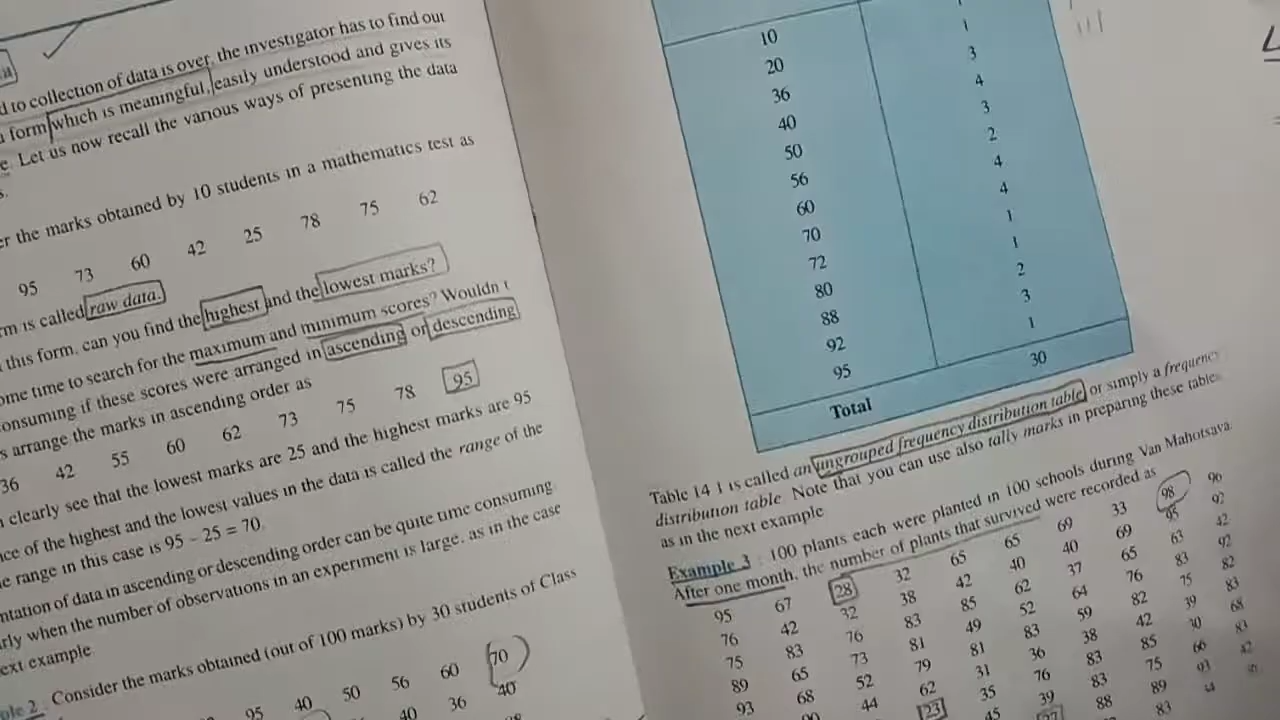 d to collection of data is over, the investigator has to find out
form which is meaningful, easily understood and gives its
Let us now recall the various ways of presenting the data
er the marks obtained by 10 students in a mathematics test as
95 73 60 42 25 78 75 62
rm is called raw data.
this form, can you find the highest and the lowest marks?
ome time to search for the maximum and minimum scores? Wouldn t
onsuming if these scores were arranged in ascending or descending
s arrange the marks in ascending order as
36 42 55 60 62 73 75 78 95
clearly see that the lowest marks are 25 and the highest marks are 95
nce of the highest and the lowest values in the data is called the range of the
e range in this case is 95 – 25 = 70.
ntation of data in ascending or descending order can be quite time consuming
rly when the number of observations in an experiment is large, as in the case
ext example
ple 2 : Consider the marks obtained (out of 100 marks) by 30 students of Class
95 40 50 56 60 70
40 36 40
10 1
20 3
36 4
40 3
50 2
56 4
60 4
70 1
72 1
80 2
88 3
92 1
95
Total 30
Table 14 1 is called an ungrouped frequency distribution table, or simply a frequency
distribution table Note that you can use also tally marks in preparing these tables
as in the next example
Example 3 : 100 plants each were planted in 100 schools during Van Mahotsava
After one month, the number of plants that survived were recorded as
95 67 28 32 65 65 69 33 98 96
76 42 32 38 42 40 40 69 95 92
75 83 76 83 85 62 37 65 63 42
89 65 73 81 49 52 64 76 83 92
93 68 52 79 81 83 59 82 75 82
44 62 31 36 38 42 39 83
23 35 76 83 85 30 68
45 39 83 75 66 83
27 88 89 93 42
83 44